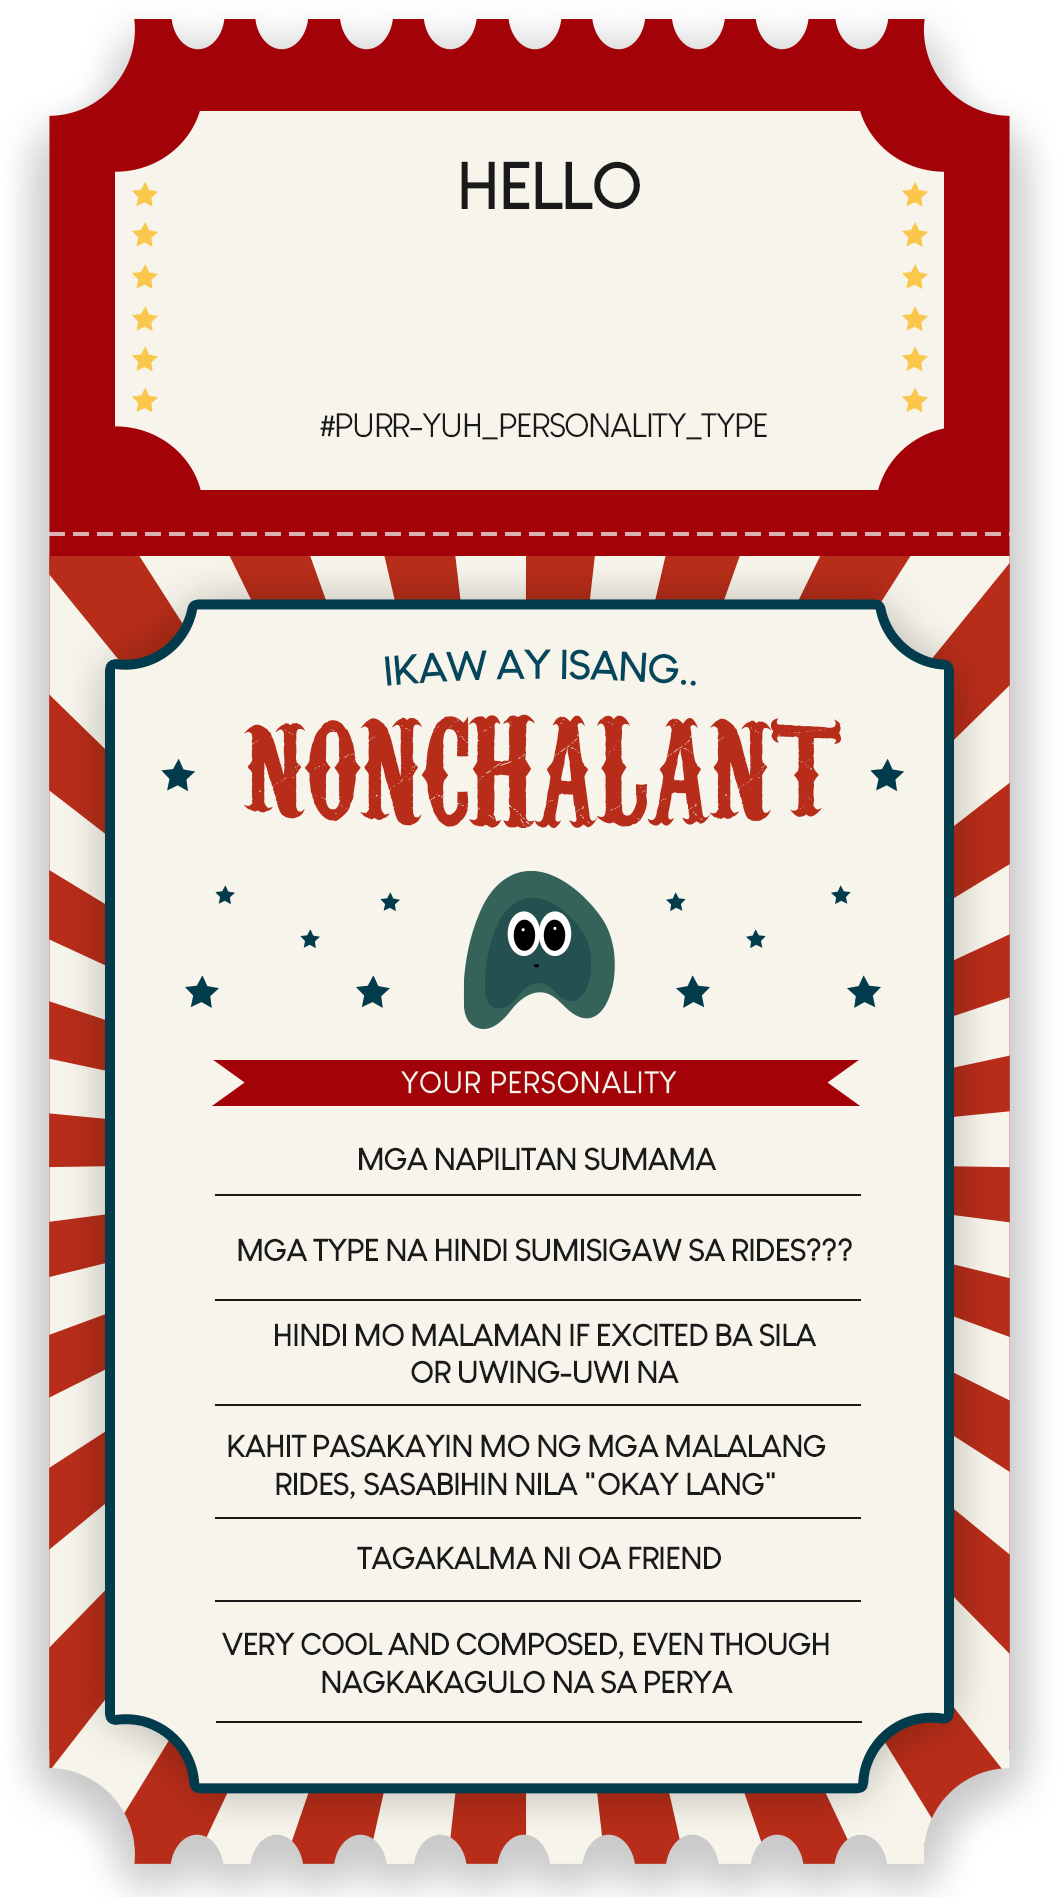 HELLO
#PURR-YUH_PERSONALITY_TYPE
IKAW AY ISANG..
NONCHALANT
YOUR PERSONALITY
MGA NAPILITAN SUMAMA
MGA TYPE NA HINDI SUMISIGAW SA RIDES???
HINDI MO MALAMAN IF EXCITED BA SILA
OR UWING-UWI NA
KAHIT PASAKAYIN MO NG MGA MALALANG
RIDES, SASABIHIN NILA "OKAY LANG"
TAGAKALMA NI OA FRIEND
VERY COOL AND COMPOSED, EVEN THOUGH
NAGKAKAGULO NA SA PERYA